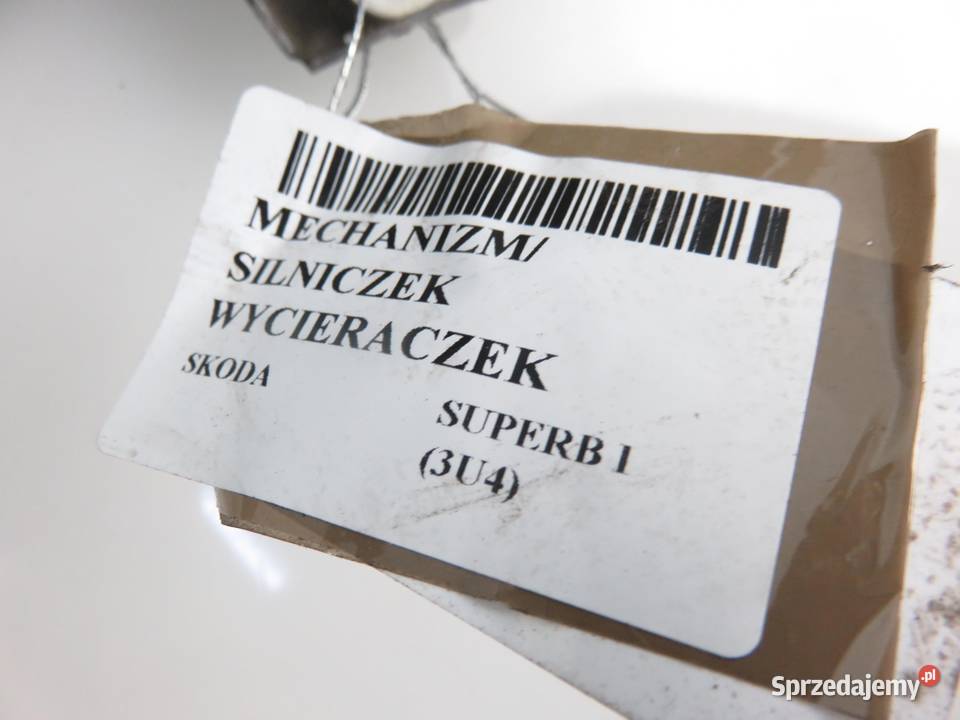 MECHANIZM/
SILNICZEK
WYCIERACZEK
SKODA
SUPERB I
(3U4)
Sprzedajemy.pl